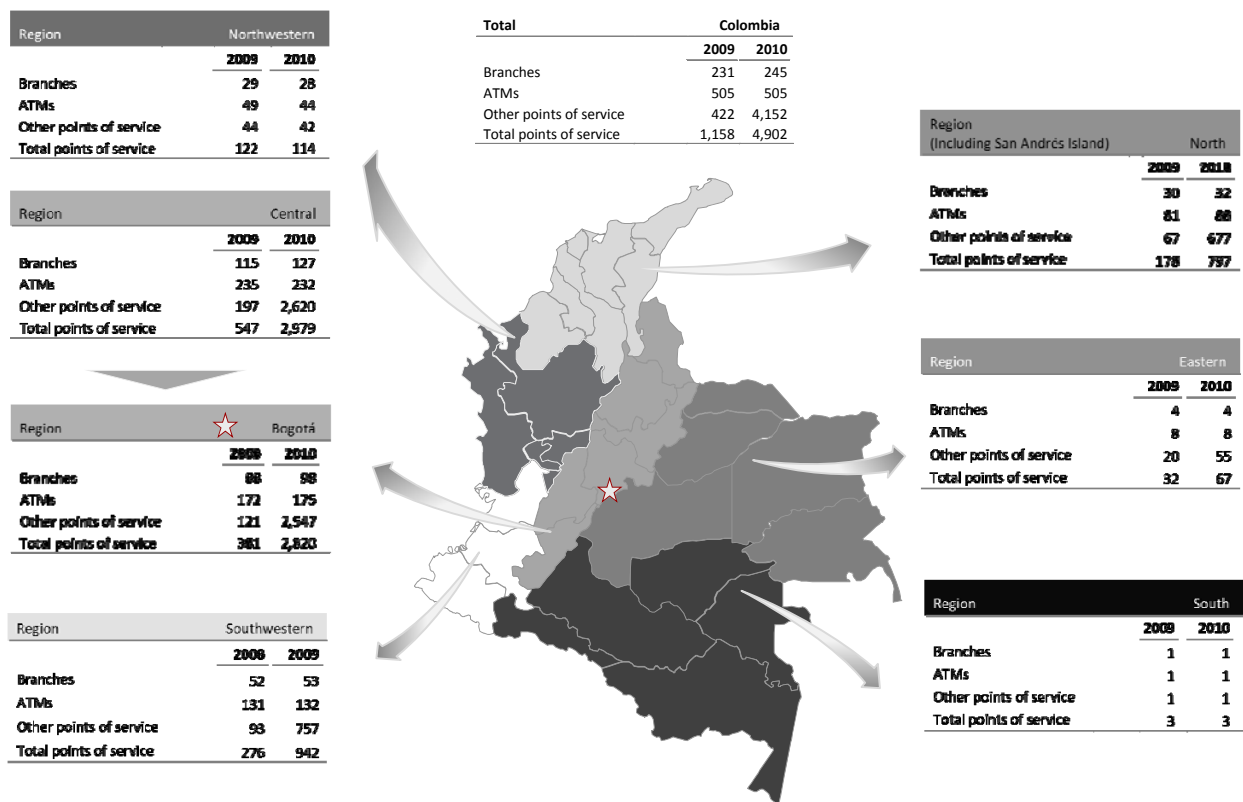 Region Northwestern
2009 2010
Branches 29 28
ATMs 49 44
Other points of service 44 42
Total points of service 122 114
Region Central
2009 2010
Branches 115 127
ATMs 235 232
Other points of service 197 2,620
Total points of service 547 2,979
Region Bogotá
2009 2010
Branches 88 98
ATMs 172 175
Other points of service 121 2,547
Total points of service 381 2,820
Region Southwestern
2008 2009
Branches 52 53
ATMs 131 132
Other points of service 93 757
Total points of service 276 942
Total Colombia
2009 2010
Branches 231 245
ATMs 505 505
Other points of service 422 4,152
Total points of service 1,158 4,902
Region
(Including San Andrés Island) North
2009 2010
Branches 30 32
ATMs 81 88
Other points of service 67 677
Total points of service 178 797
Region Eastern
2009 2010
Branches 4 4
ATMs 8 8
Other points of service 20 55
Total points of service 32 67
Region South
2009 2010
Branches 1 1
ATMs 1 1
Other points of service 1 1
Total points of service 3 3